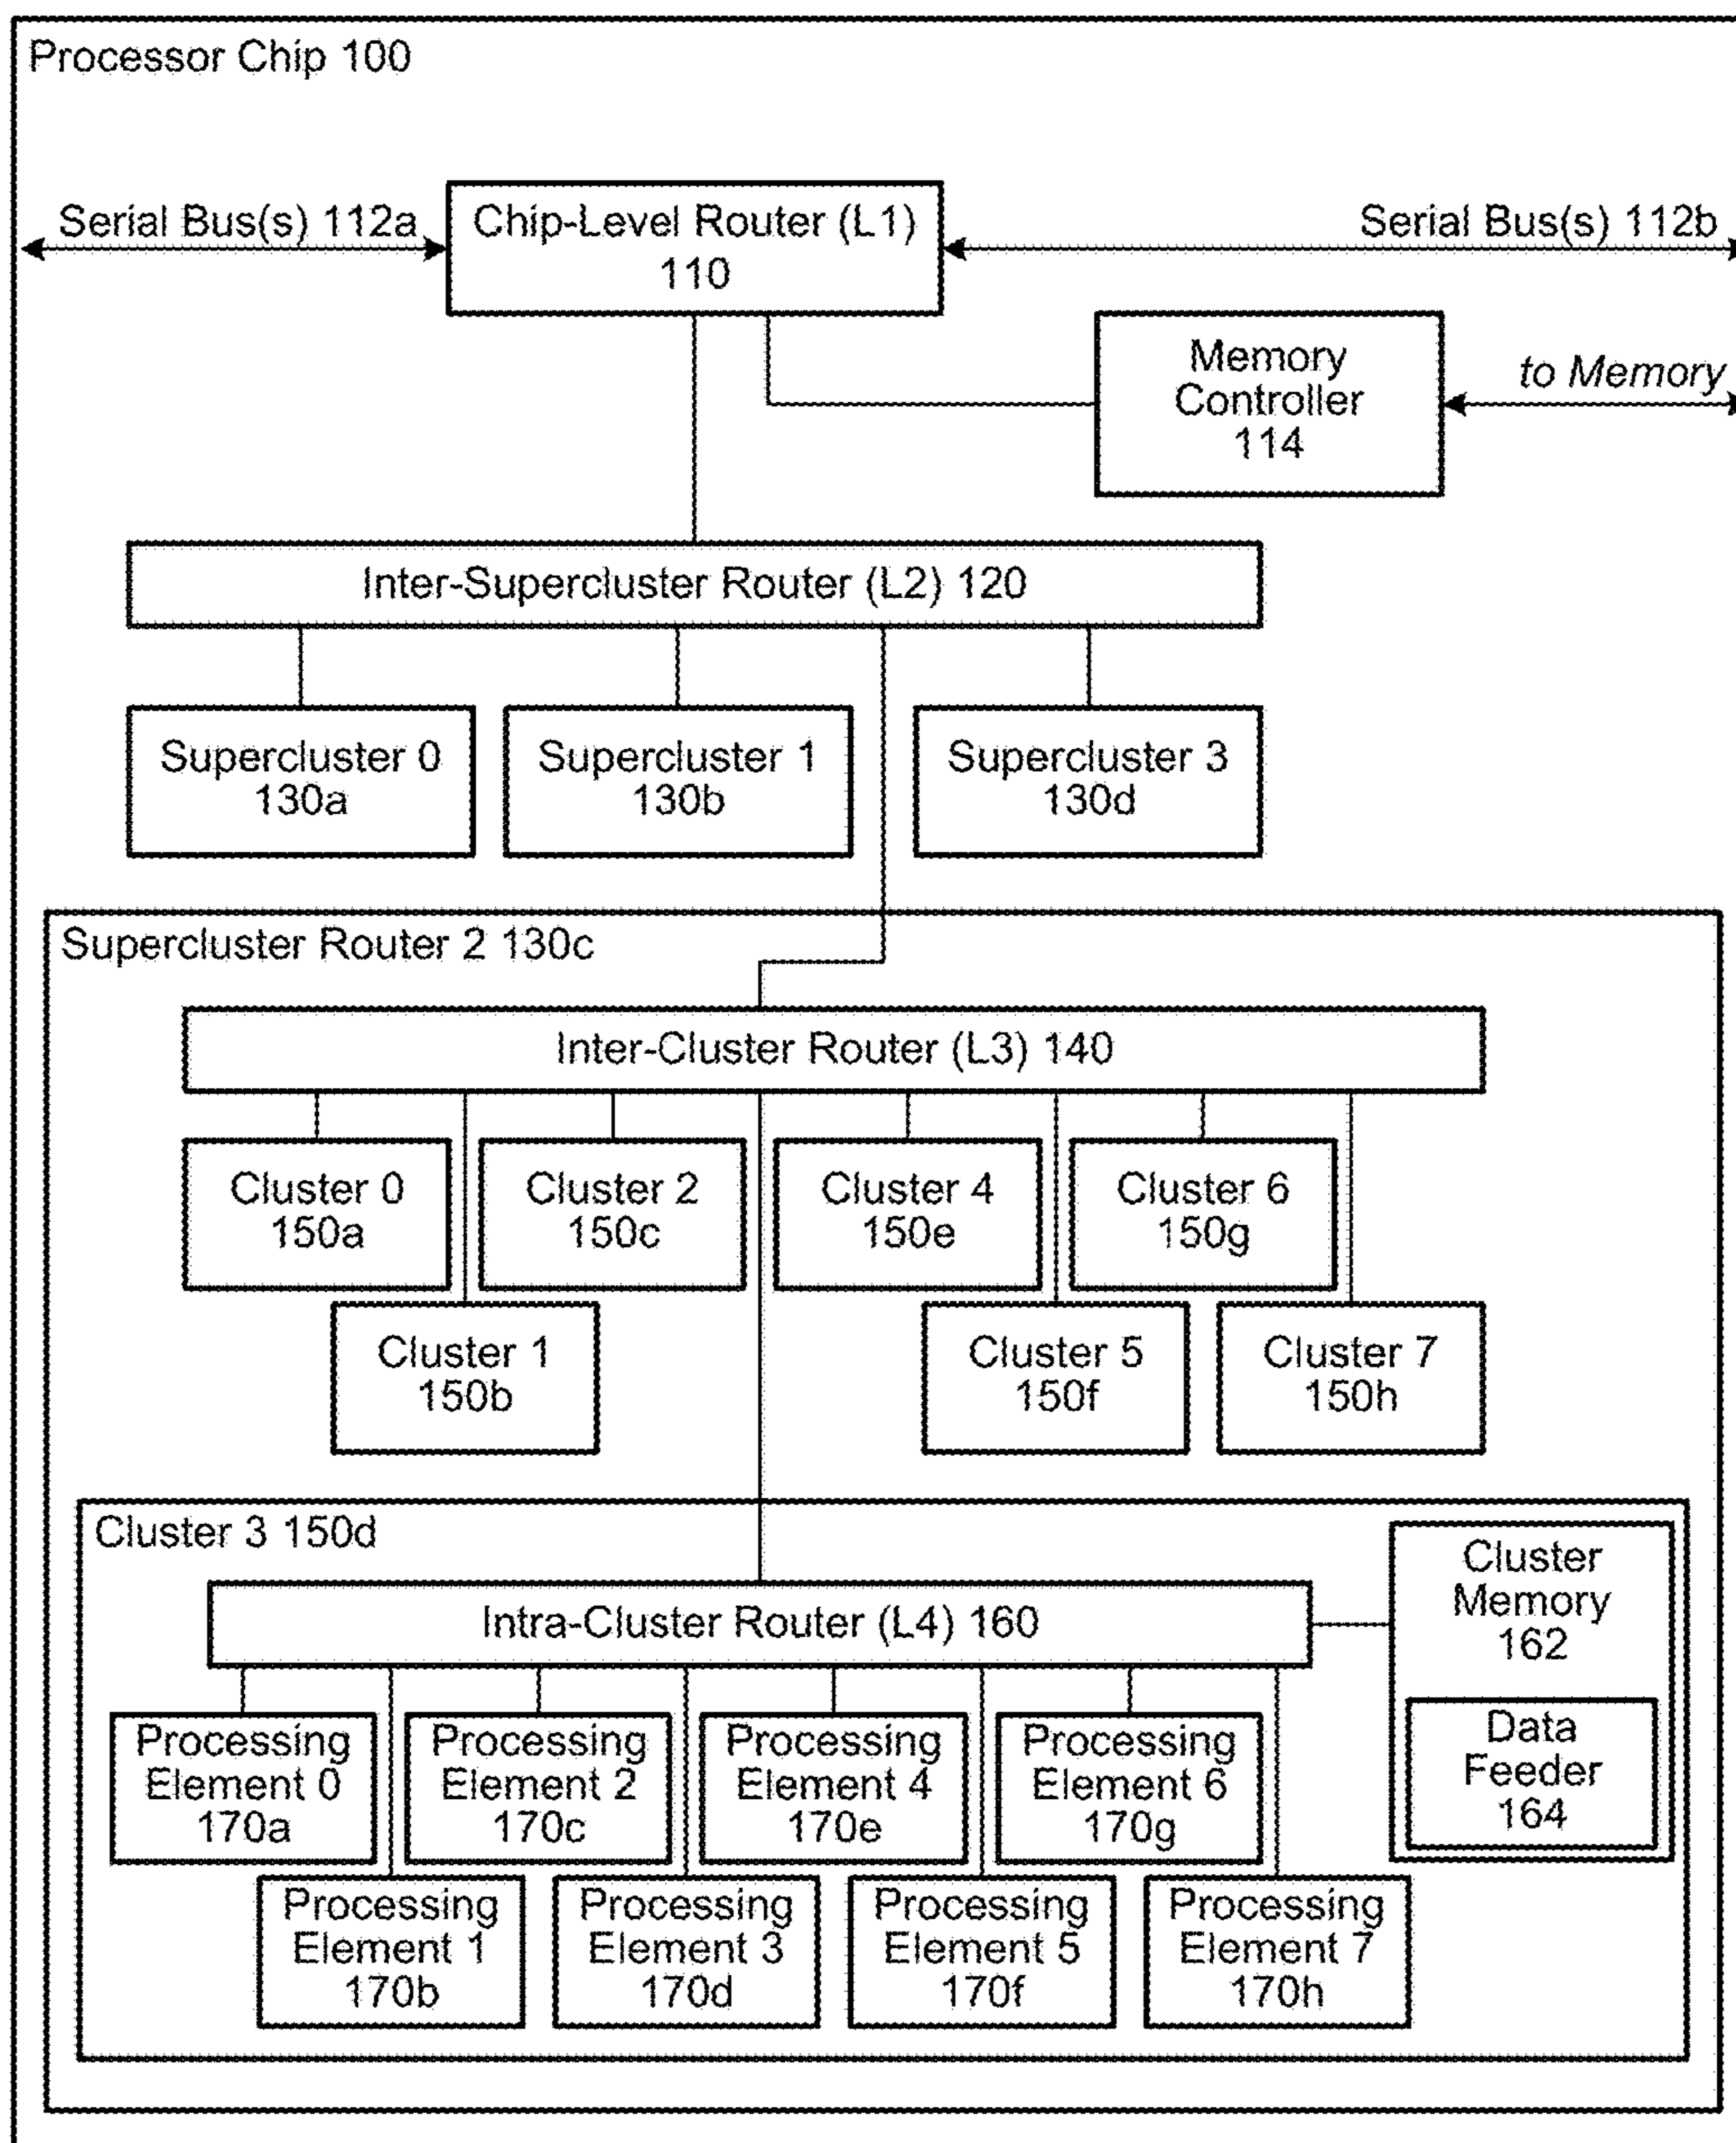 Processor Chip 100
Serial Bus(s) 112a
Chip-Level Router (L1)
110
Serial Bus(s) 112b
Memory
Controller
114
to Memory
Inter-Supercluster Router (L2) 120
Supercluster 0
130a
Supercluster 1
130b
Supercluster 3
130d
Supercluster Router 2 130c
Inter-Cluster Router (L3) 140
Cluster 0
150a
Cluster 2
150c
Cluster 4
150e
Cluster 6
150g
Cluster 1
150b
Cluster 5
150f
Cluster 7
150h
Cluster 3 150d
Intra-Cluster Router (L4) 160
Cluster
Memory
162
Data
Feeder
164
Processing
Element 0
170a
Processing
Element 2
170c
Processing
Element 4
170e
Processing
Element 6
170g
Processing
Element 1
170b
Processing
Element 3
170d
Processing
Element 5
170f
Processing
Element 7
170h